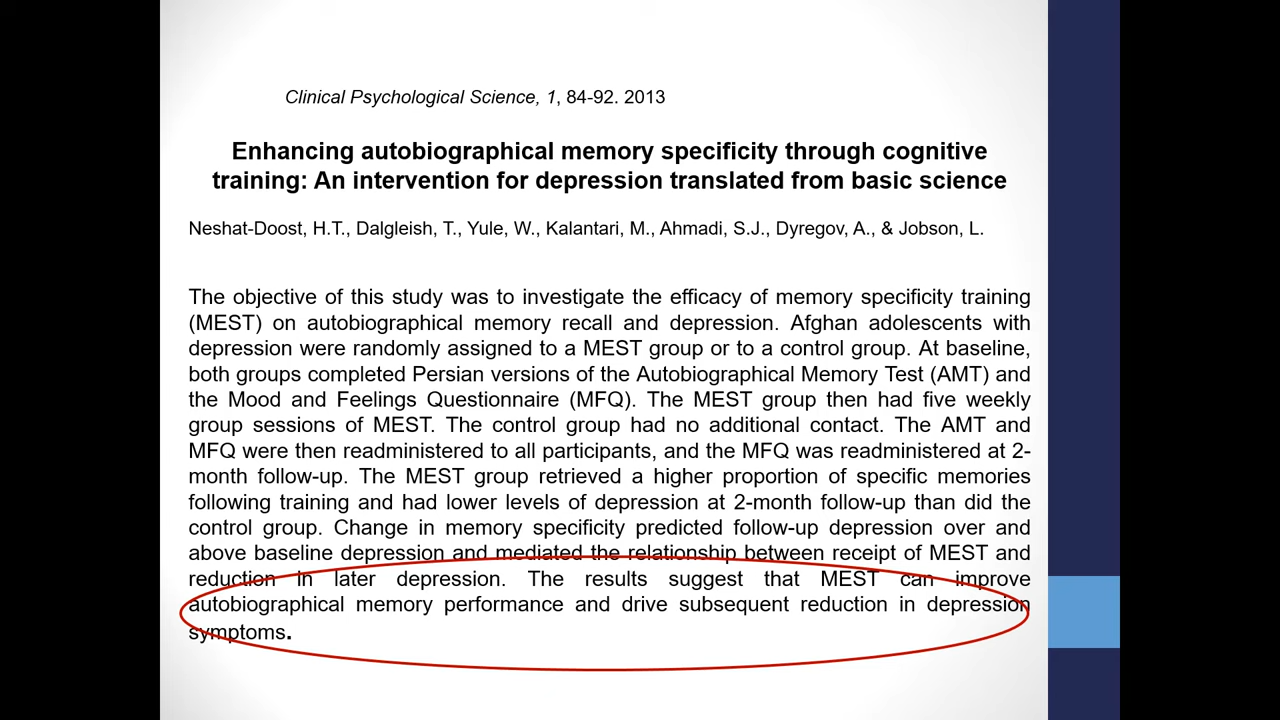 Clinical Psychological Science, 1, 84-92. 2013
Enhancing autobiographical memory specificity through cognitive
training: An intervention for depression translated from basic science
Neshat-Doost, H.T., Dalgleish, T., Yule, W., Kalantari, M., Ahmadi, S.J., Dyregov, A., & Jobson, L.
The objective of this study was to investigate the efficacy of memory specificity training
(MEST) on autobiographical memory recall and depression. Afghan adolescents with
depression were randomly assigned to a MEST group or to a control group. At baseline,
both groups completed Persian versions of the Autobiographical Memory Test (AMT) and
the Mood and Feelings Questionnaire (MFQ). The MEST group then had five weekly
group sessions of MEST. The control group had no additional contact. The AMT and
MFQ were then readministered to all participants, and the MFQ was readministered at 2-
month follow-up. The MEST group retrieved a higher proportion of specific memories
following training and had lower levels of depression at 2-month follow-up than did the
control group. Change in memory specificity predicted follow-up depression over and
above baseline depression and mediated the relationship between receipt of MEST and
reduction in later depression. The results suggest that MEST can improve
autobiographical memory performance and drive subsequent reduction in depression
symptoms.